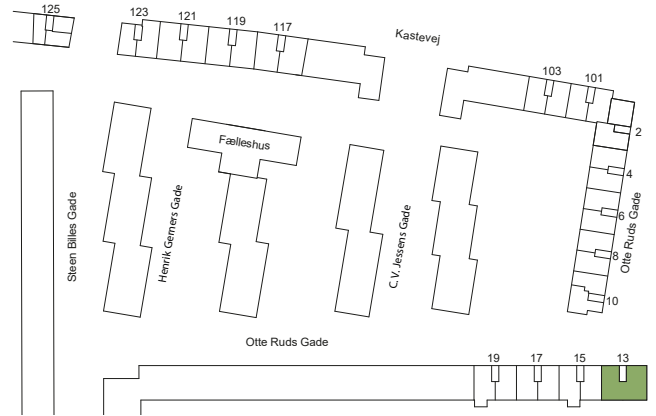 125
123
121
119
117
Kastevej
103
101
2
4
6
8
10
Otte Ruds Gade
Fælleshus
Steen Billes Gade
Henrik Gerners Gade
C.V. Jessens Gade
Otte Ruds Gade
19
17
15
13